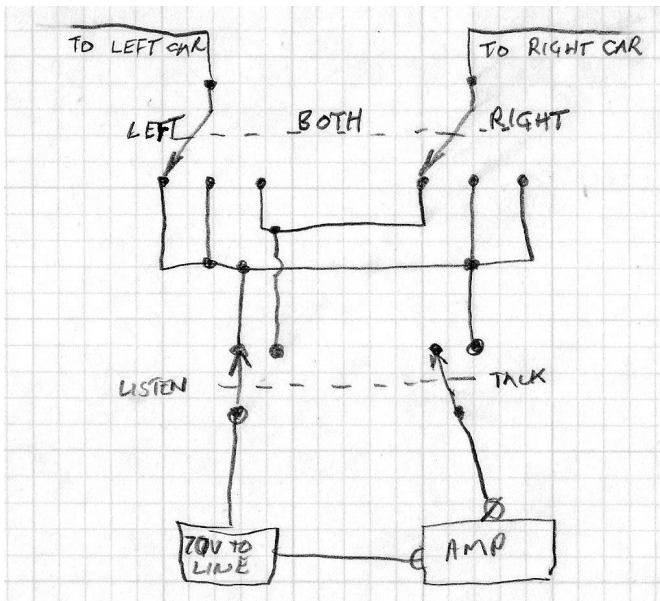 TO LEFT CAR
TO RIGHT CAR
LEFT
BOTH
RIGHT
LISTEN
TALK
70V TO
LINE
AMP